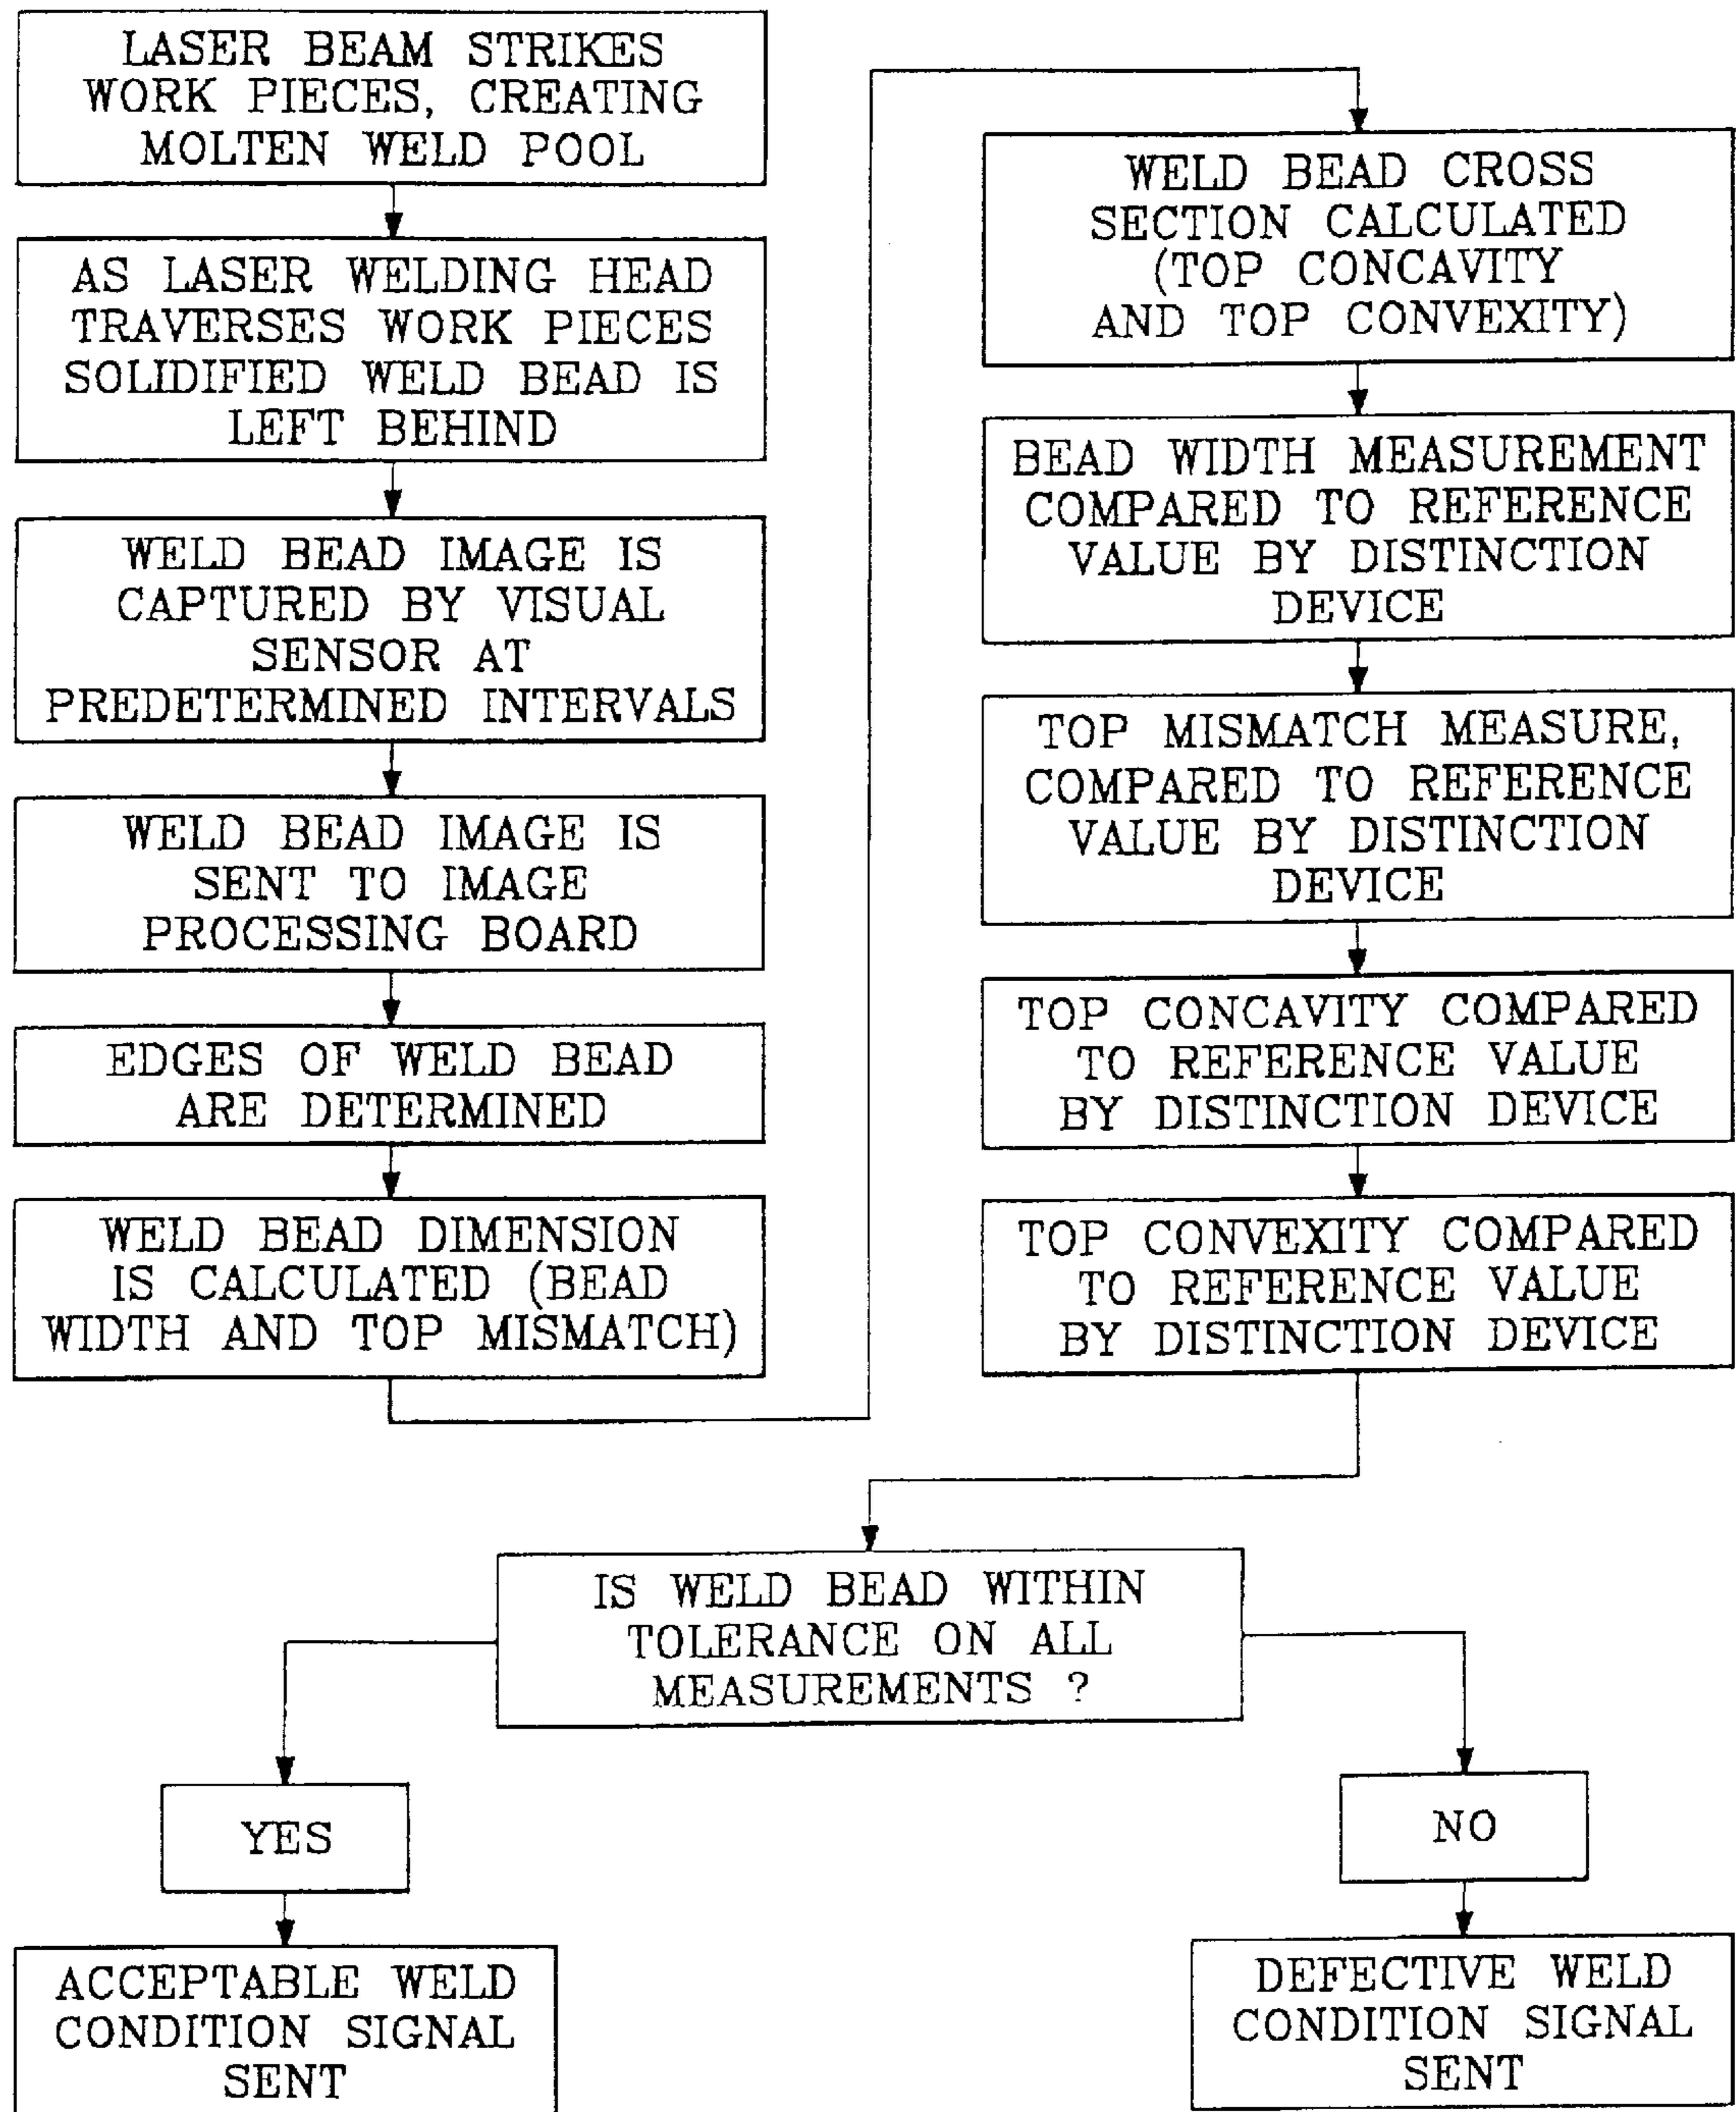 LASER BEAM STRIKES
WORK PIECES, CREATING
MOLTEN WELD POOL
AS LASER WELDING HEAD
TRAVERSES WORK PIECES
SOLIDIFIED WELD BEAD IS
LEFT BEHIND
WELD BEAD IMAGE IS
CAPTURED BY VISUAL
SENSOR AT
PREDETERMINED INTERVALS
WELD BEAD IMAGE IS
SENT TO IMAGE
PROCESSING BOARD
EDGES OF WELD BEAD
ARE DETERMINED
WELD BEAD DIMENSION
IS CALCULATED (BEAD
WIDTH AND TOP MISMATCH)
WELD BEAD CROSS
SECTION CALCULATED
(TOP CONCAVITY
AND TOP CONVEXITY)
BEAD WIDTH MEASUREMENT
COMPARED TO REFERENCE
VALUE BY DISTINCTION
DEVICE
TOP MISMATCH MEASURE,
COMPARED TO REFERENCE
VALUE BY DISTINCTION
DEVICE
TOP CONCAVITY COMPARED
TO REFERENCE VALUE
BY DISTINCTION DEVICE
TOP CONVEXITY COMPARED
TO REFERENCE VALUE
BY DISTINCTION DEVICE
IS WELD BEAD WITHIN
TOLERANCE ON ALL
MEASUREMENTS ?
YES
NO
ACCEPTABLE WELD
CONDITION SIGNAL
SENT
DEFECTIVE WELD
CONDITION SIGNAL
SENT